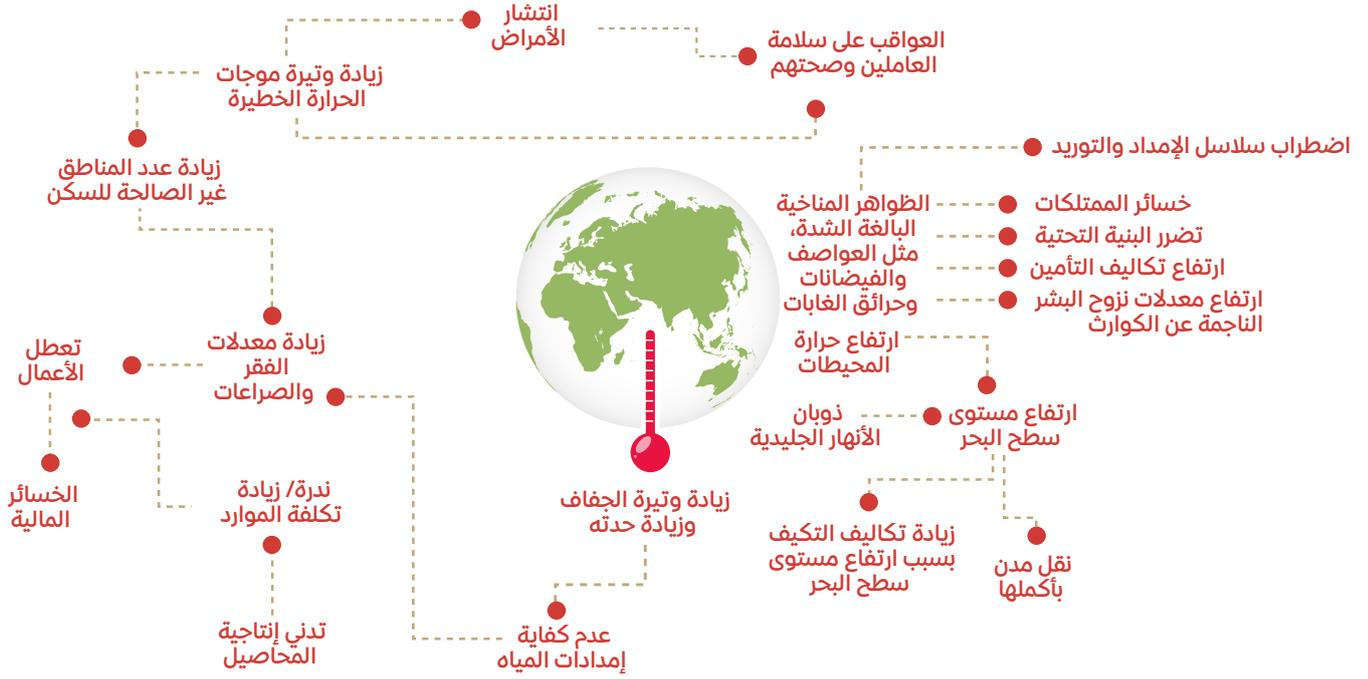 انتشار
الأمراض
العواقب على سلامة
العاملين وصحتهم
زيادة وتيرة موجات
الحرارة الخطيرة
زيادة عدد المناطق
غير الصالحة للسكن
اضطراب سلاسل الإمداد والتوريد
الظواهر المناخية
البالغة الشدة،
مثل العواصف
والفيضانات
وحرائق الغابات
خسائر الممتلكات
تضرر البنية التحتية
ارتفاع تكاليف التأمين
ارتفاع معدلات نزوح البشر
الناجمة عن الكوارث
ارتفاع حرارة
المحيطات
ارتفاع مستوى
سطح البحر
ذوبان
الأنهار الجليدية
زيادة معدلات
الفقر
والصراعات
تعطل
الأعمال
الخسائر
المالية
ندرة/ زيادة
تكلفة الموارد
زيادة وتيرة الجفاف
وزيادة حدته
نقل مدن
بأكملها
زيادة تكاليف التكيف
بسبب ارتفاع مستوى
سطح البحر
عدم كفاية
إمدادات المياه
تدني إنتاجية
المحاصيل